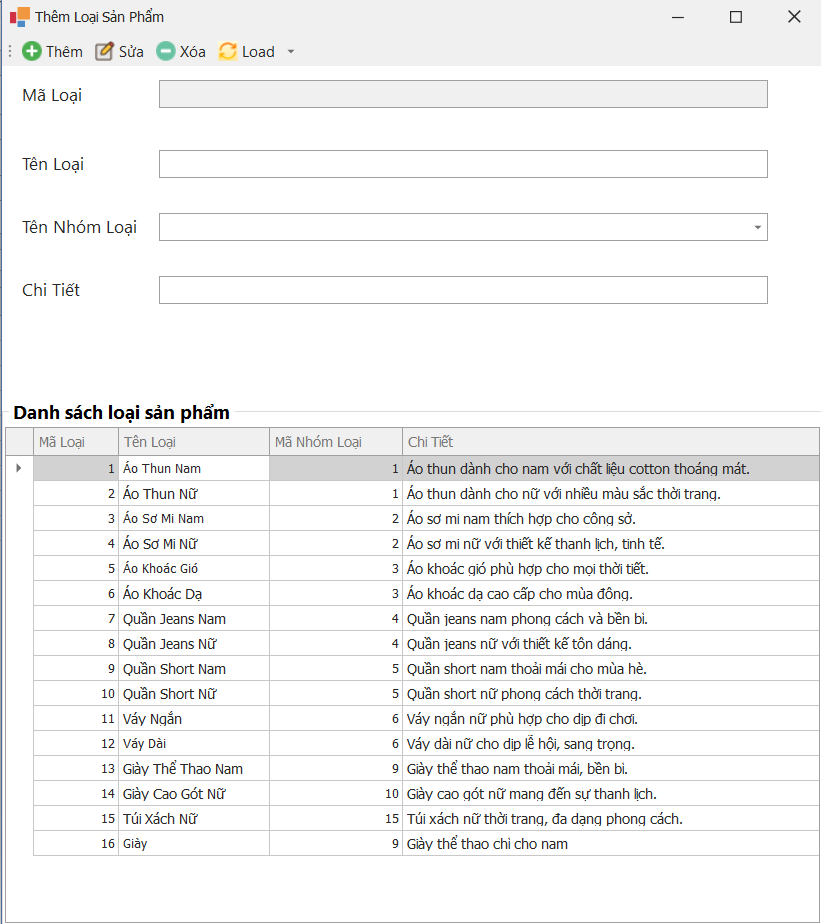 Thêm Loại Sản Phẩm
Thêm Sửa Xóa Load
Mã Loại
Tên Loại
Tên Nhóm Loại
Chi Tiết
Danh sách loại sản phẩm
Mã Loại Tên Loại Mã Nhóm Loại Chi Tiết
1 Áo Thun Nam 1 Áo thun dành cho nam với chất liệu cotton thoáng mát.
2 Áo Thun Nữ 1 Áo thun dành cho nữ với nhiều màu sắc thời trang.
3 Áo Sơ Mi Nam 2 Áo sơ mi nam thích hợp cho công sở.
4 Áo Sơ Mi Nữ 2 Áo sơ mi nữ với thiết kế thanh lịch, tinh tế.
5 Áo Khoác Gió 3 Áo khoác gió phù hợp cho mọi thời tiết.
6 Áo Khoác Dạ 3 Áo khoác dạ cao cấp cho mùa đông.
7 Quần Jeans Nam 4 Quần jeans nam phong cách và bền bỉ.
8 Quần Jeans Nữ 4 Quần jeans nữ với thiết kế tôn dáng.
9 Quần Short Nam 5 Quần short nam thoải mái cho mùa hè.
10 Quần Short Nữ 5 Quần short nữ phong cách thời trang.
11 Váy Ngắn 6 Váy ngắn nữ phù hợp cho dịp đi chơi.
12 Váy Dài 6 Váy dài nữ cho dịp lễ hội, sang trọng.
13 Giày Thể Thao Nam 9 Giày thể thao nam thoải mái, bền bỉ.
14 Giày Cao Gót Nữ 10 Giày cao gót nữ mang đến sự thanh lịch.
15 Túi Xách Nữ 15 Túi xách nữ thời trang, đa dạng phong cách.
16 Giày 9 Giày thể thao chỉ cho nam